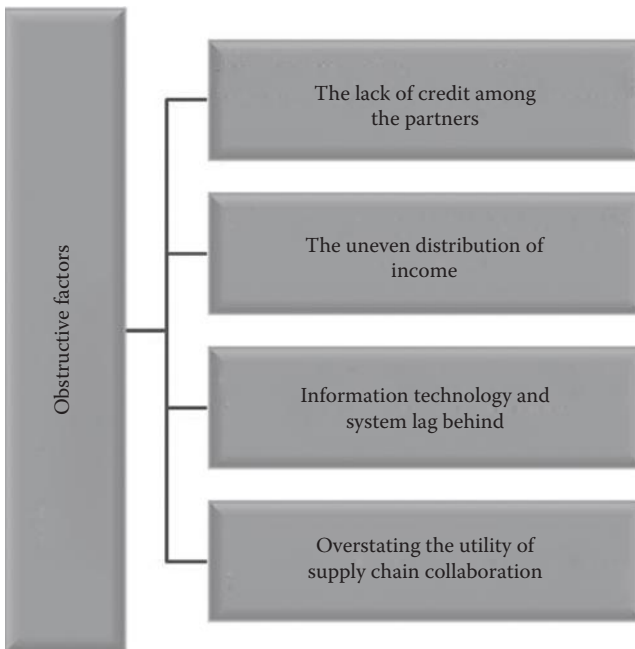 Obstructive factors
The lack of credit among
the partners
The uneven distribution of
income
Information technology and
system lag behind
Overstating the utility of
supply chain collaboration